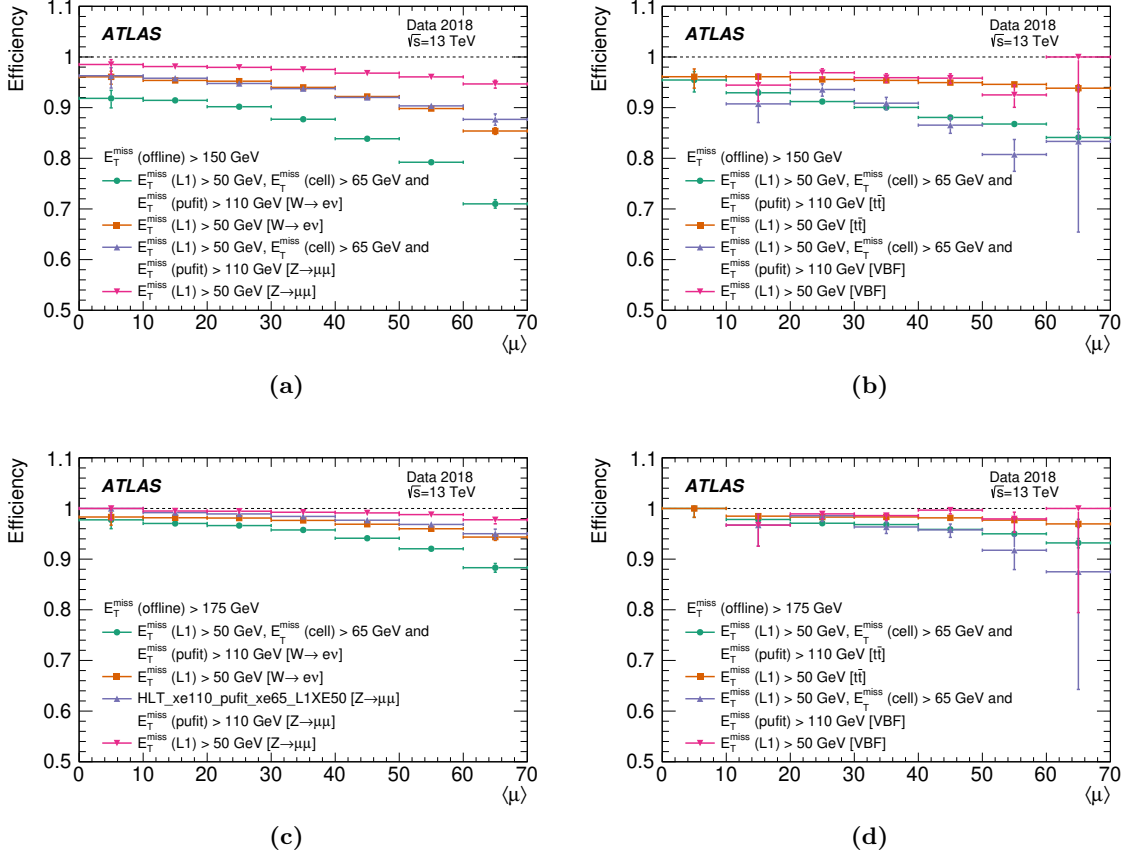 Efficiency
1.1
1
0.9
0.8
0.7
0.6
0.5
ATLAS
Data 2018
√s=13 TeV
E_T^miss (offline) > 150 GeV
E_T^miss (L1) > 50 GeV, E_T^miss (cell) > 65 GeV and
E_T^miss (pufit) > 110 GeV [W→ eν]
E_T^miss (L1) > 50 GeV [W→ eν]
E_T^miss (L1) > 50 GeV, E_T^miss (cell) > 65 GeV and
E_T^miss (pufit) > 110 GeV [Z→μμ]
E_T^miss (L1) > 50 GeV [Z→μμ]
0 10 20 30 40 50 60 70
⟨μ⟩
(a)
Efficiency
1.1
1
0.9
0.8
0.7
0.6
0.5
ATLAS
Data 2018
√s=13 TeV
E_T^miss (offline) > 150 GeV
E_T^miss (L1) > 50 GeV, E_T^miss (cell) > 65 GeV and
E_T^miss (pufit) > 110 GeV [tt̄]
E_T^miss (L1) > 50 GeV [tt̄]
E_T^miss (L1) > 50 GeV, E_T^miss (cell) > 65 GeV and
E_T^miss (pufit) > 110 GeV [VBF]
E_T^miss (L1) > 50 GeV [VBF]
0 10 20 30 40 50 60 70
⟨μ⟩
(b)
Efficiency
1.1
1
0.9
0.8
0.7
0.6
0.5
ATLAS
Data 2018
√s=13 TeV
E_T^miss (offline) > 175 GeV
E_T^miss (L1) > 50 GeV, E_T^miss (cell) > 65 GeV and
E_T^miss (pufit) > 110 GeV [W→ eν]
E_T^miss (L1) > 50 GeV [W→ eν]
HLT_xe110_pufit_xe65_L1XE50 [Z→μμ]
E_T^miss (pufit) > 110 GeV [Z→μμ]
E_T^miss (L1) > 50 GeV [Z→μμ]
0 10 20 30 40 50 60 70
⟨μ⟩
(c)
Efficiency
1.1
1
0.9
0.8
0.7
0.6
0.5
ATLAS
Data 2018
√s=13 TeV
E_T^miss (offline) > 175 GeV
E_T^miss (L1) > 50 GeV, E_T^miss (cell) > 65 GeV and
E_T^miss (pufit) > 110 GeV [tt̄]
E_T^miss (L1) > 50 GeV [tt̄]
E_T^miss (L1) > 50 GeV, E_T^miss (cell) > 65 GeV and
E_T^miss (pufit) > 110 GeV [VBF]
E_T^miss (L1) > 50 GeV [VBF]
0 10 20 30 40 50 60 70
⟨μ⟩
(d)